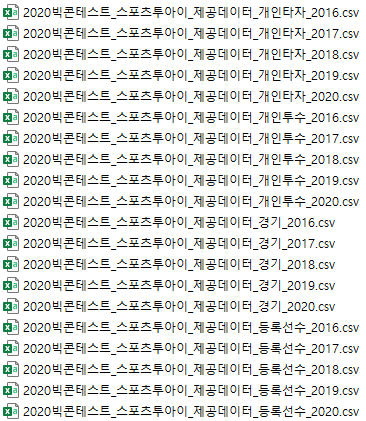 2020빅콘테스트_스포츠투아이_제공데이터_개인타자_2016.csv
2020빅콘테스트_스포츠투아이_제공데이터_개인타자_2017.csv
2020빅콘테스트_스포츠투아이_제공데이터_개인타자_2018.csv
2020빅콘테스트_스포츠투아이_제공데이터_개인타자_2019.csv
2020빅콘테스트_스포츠투아이_제공데이터_개인타자_2020.csv
2020빅콘테스트_스포츠투아이_제공데이터_개인투수_2016.csv
2020빅콘테스트_스포츠투아이_제공데이터_개인투수_2017.csv
2020빅콘테스트_스포츠투아이_제공데이터_개인투수_2018.csv
2020빅콘테스트_스포츠투아이_제공데이터_개인투수_2019.csv
2020빅콘테스트_스포츠투아이_제공데이터_개인투수_2020.csv
2020빅콘테스트_스포츠투아이_제공데이터_경기_2016.csv
2020빅콘테스트_스포츠투아이_제공데이터_경기_2017.csv
2020빅콘테스트_스포츠투아이_제공데이터_경기_2018.csv
2020빅콘테스트_스포츠투아이_제공데이터_경기_2019.csv
2020빅콘테스트_스포츠투아이_제공데이터_경기_2020.csv
2020빅콘테스트_스포츠투아이_제공데이터_등록선수_2016.csv
2020빅콘테스트_스포츠투아이_제공데이터_등록선수_2017.csv
2020빅콘테스트_스포츠투아이_제공데이터_등록선수_2018.csv
2020빅콘테스트_스포츠투아이_제공데이터_등록선수_2019.csv
2020빅콘테스트_스포츠투아이_제공데이터_등록선수_2020.csv